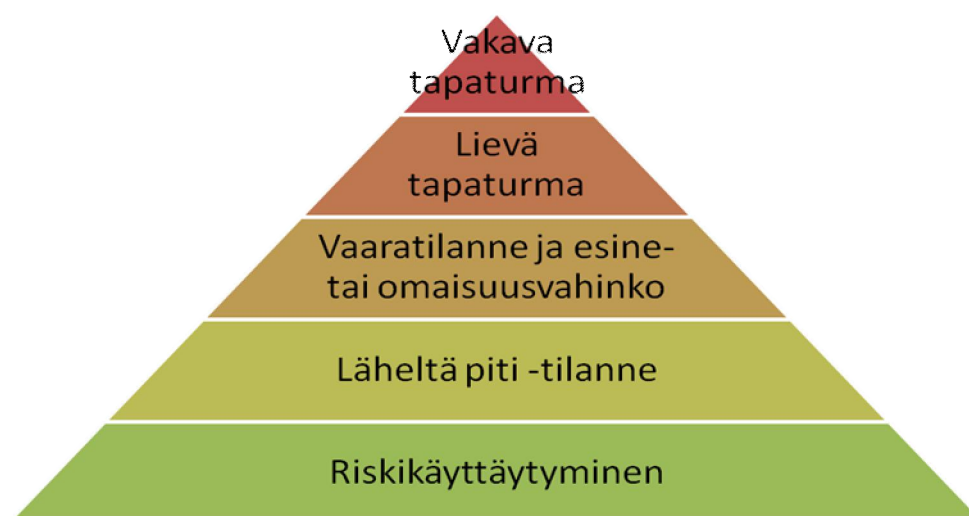 Vakava
tapaturma
Lievä
tapaturma
Vaaratilanne ja esine-
tai omaisuusvahinko
Läheltä piti -tilanne
Riskikäyttäytyminen